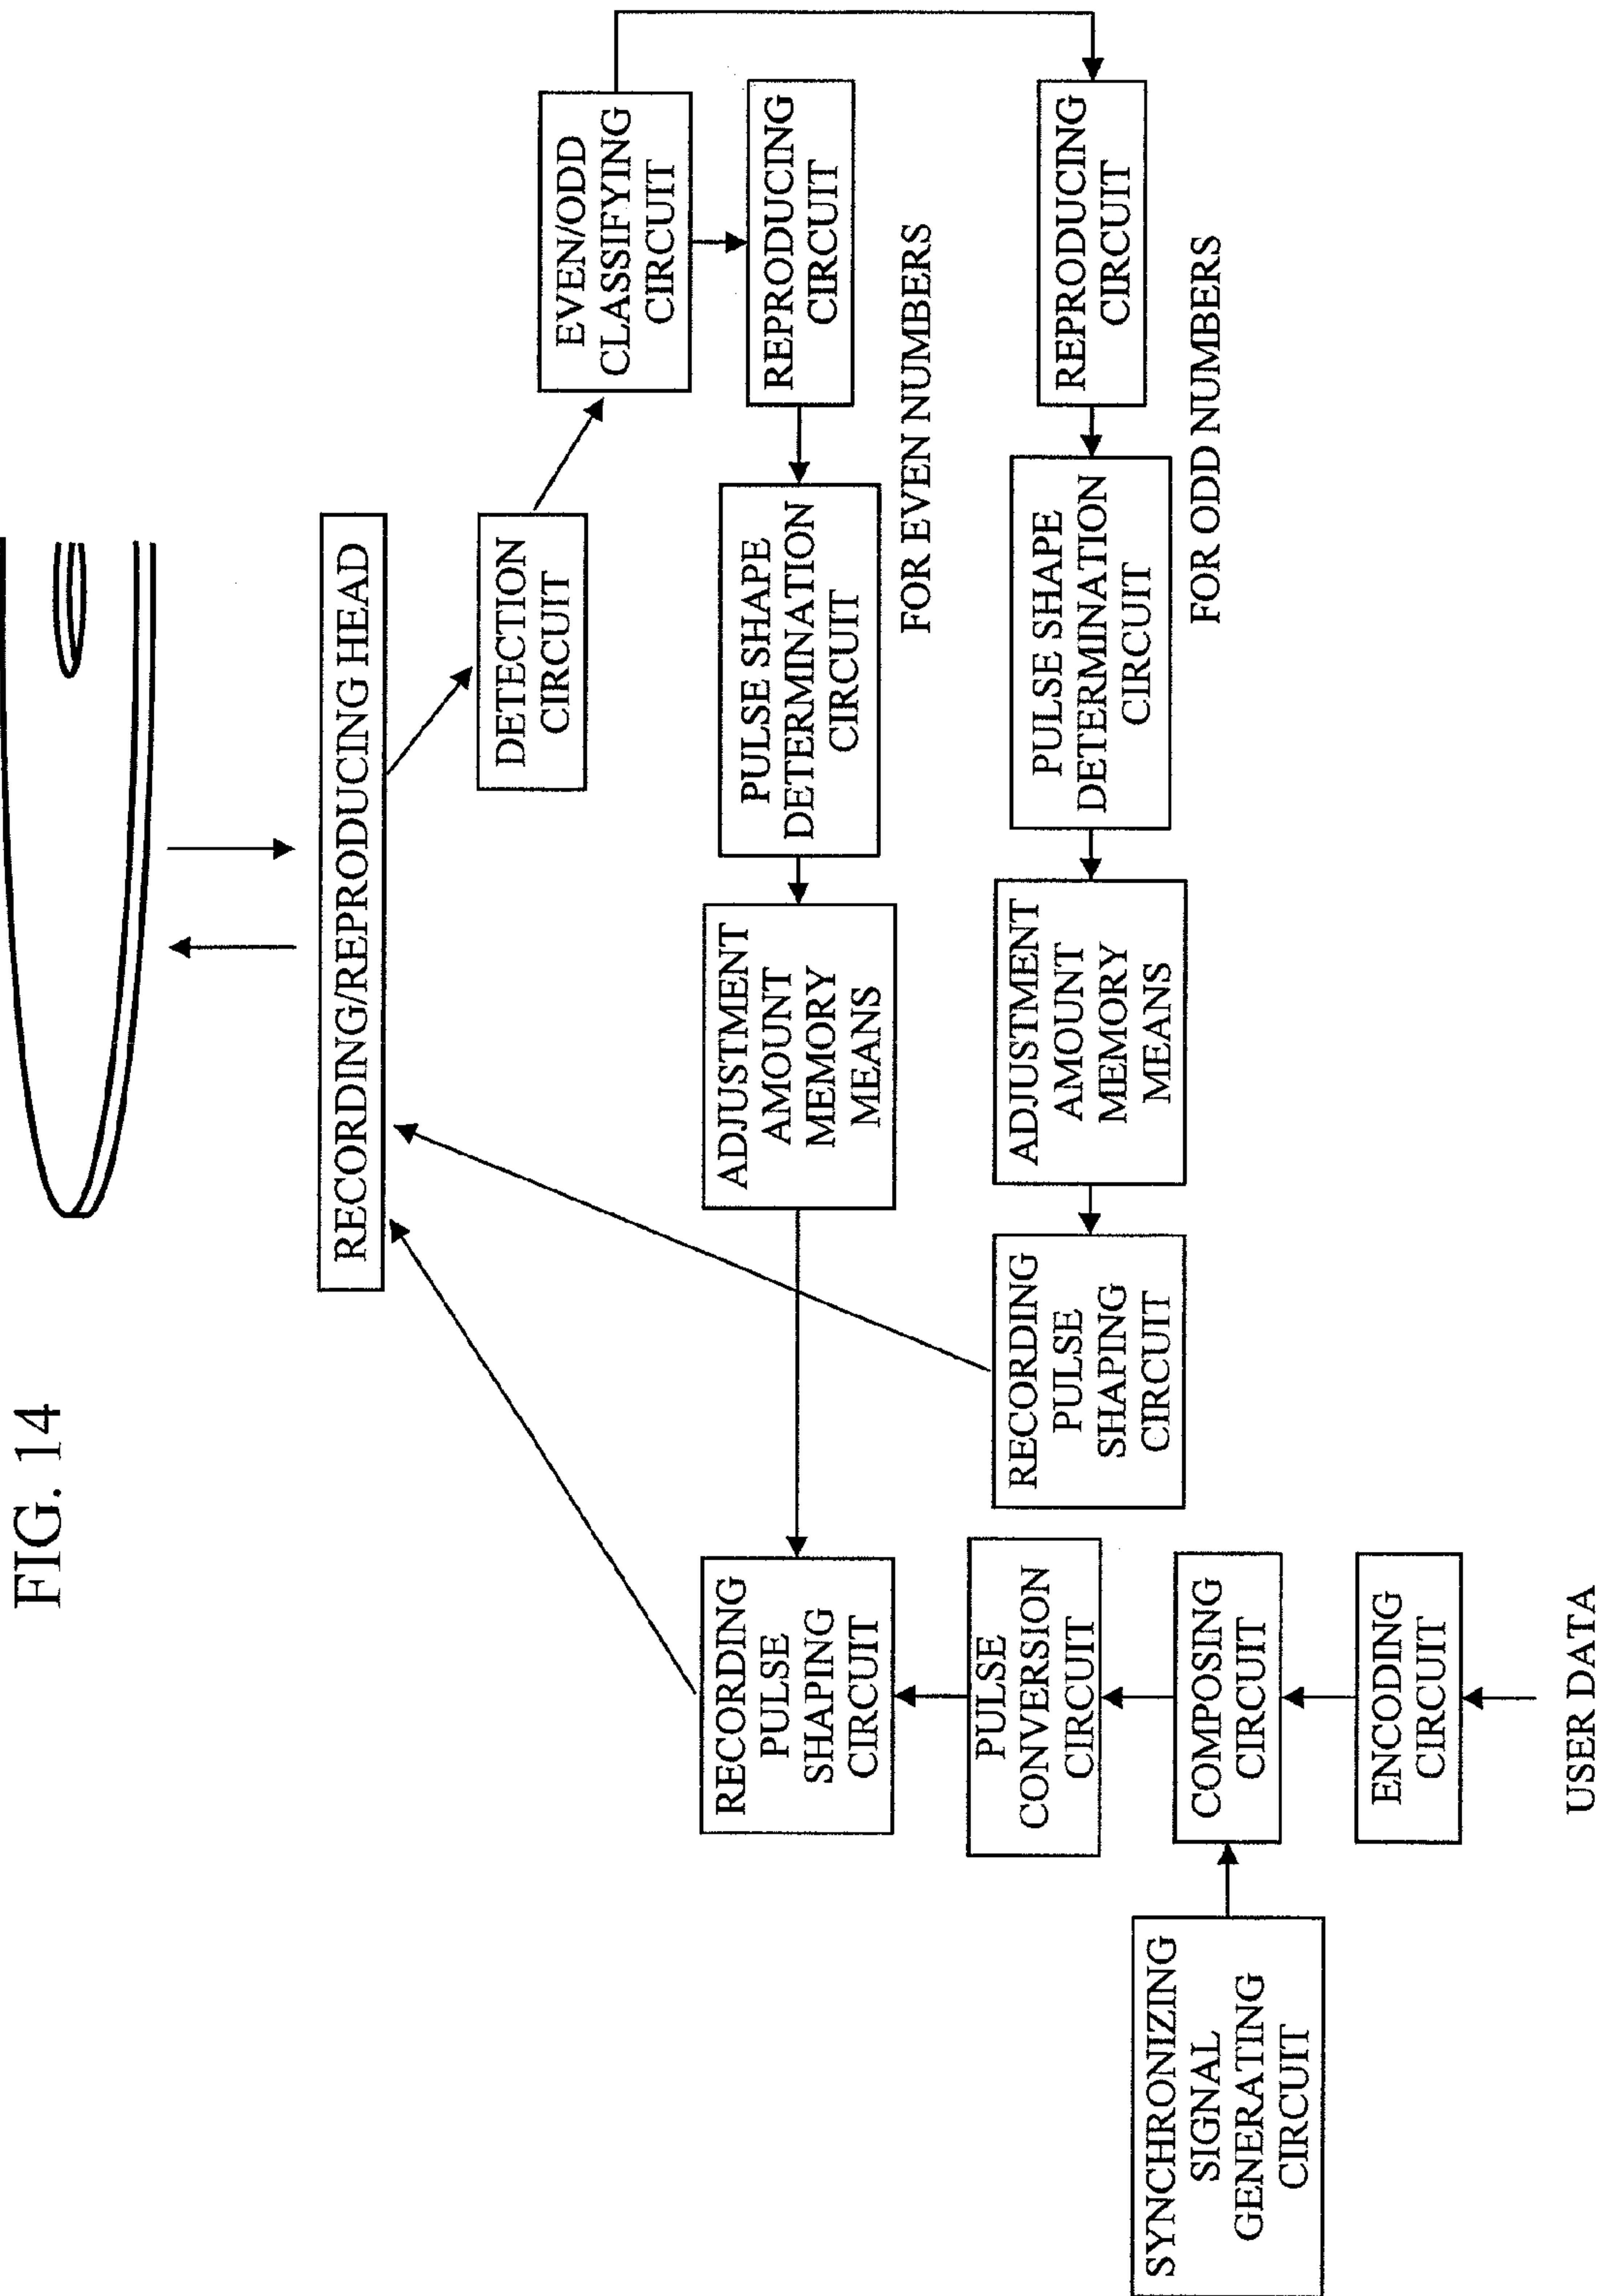 FIG. 14
RECORDING/REPRODUCING HEAD
DETECTION
CIRCUIT
EVEN/ODD
CLASSIFYING
CIRCUIT
RECORDING
PULSE
SHAPING
CIRCUIT
ADJUSTMENT
AMOUNT
MEMORY
MEANS
PULSE SHAPE
DETERMINATION
CIRCUIT
REPRODUCING
CIRCUIT
FOR EVEN NUMBERS
PULSE
CONVERSION
CIRCUIT
RECORDING
PULSE
SHAPING
CIRCUIT
ADJUSTMENT
AMOUNT
MEMORY
MEANS
PULSE SHAPE
DETERMINATION
CIRCUIT
REPRODUCING
CIRCUIT
FOR ODD NUMBERS
SYNCHRONIZING
SIGNAL
GENERATING
CIRCUIT
COMPOSING
CIRCUIT
ENCODING
CIRCUIT
USER DATA